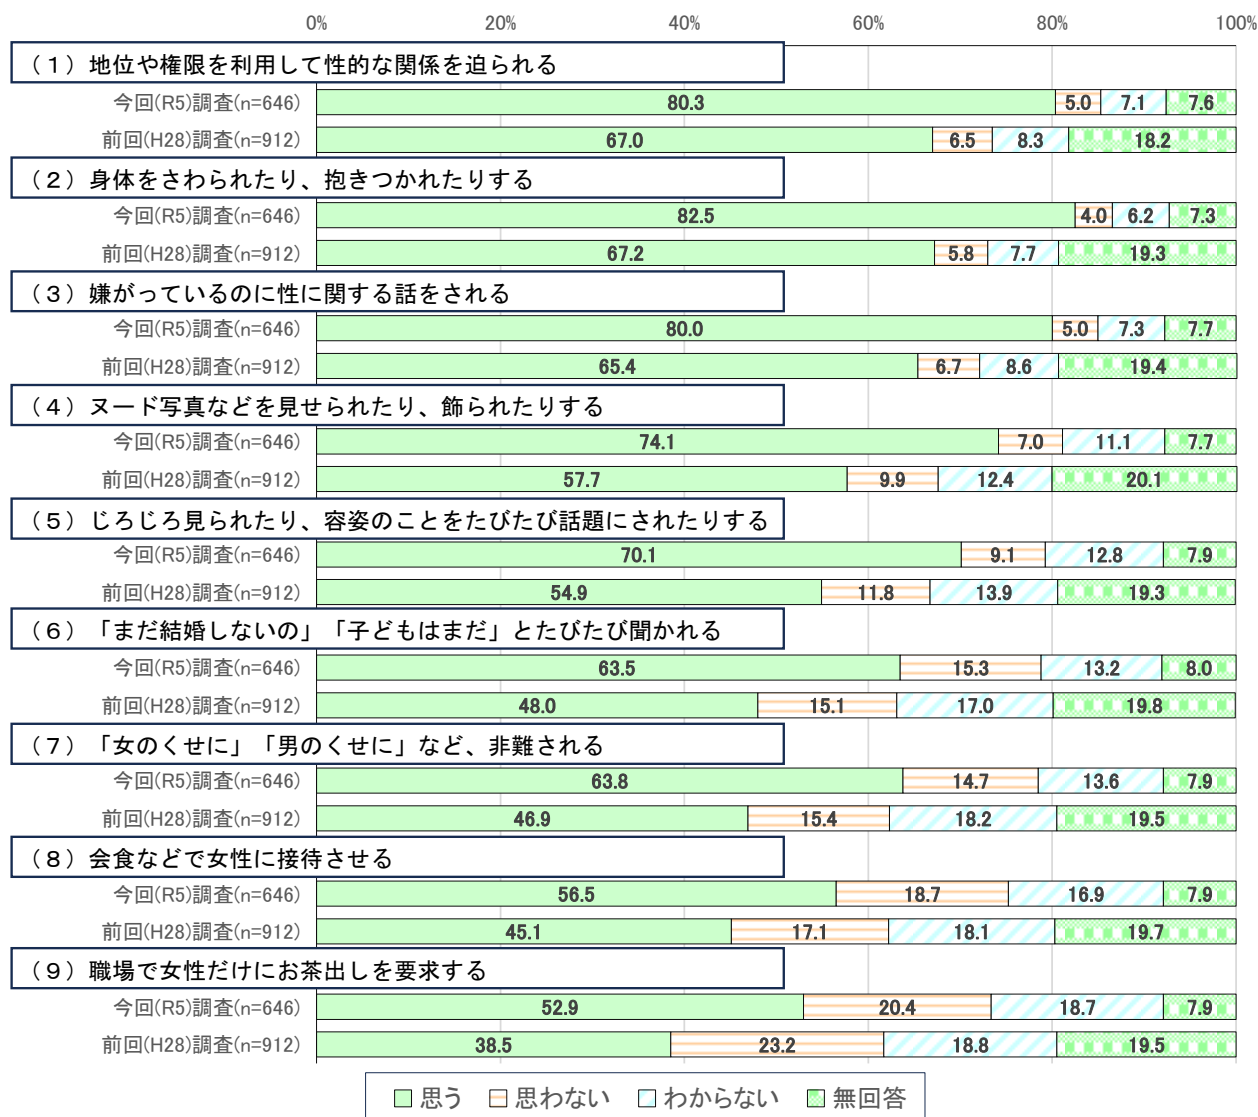 0% 20% 40% 60% 80% 100%
（1）地位や権限を利用して性的な関係を迫られる
今回(R5)調査(n=646) 80.3 5.0 7.1 7.6
前回(H28)調査(n=912) 67.0 6.5 8.3 18.2
（2）身体をさわられたり、抱きつかれたりする
今回(R5)調査(n=646) 82.5 4.0 6.2 7.3
前回(H28)調査(n=912) 67.2 5.8 7.7 19.3
（3）嫌がっているのに性に関する話をされる
今回(R5)調査(n=646) 80.0 5.0 7.3 7.7
前回(H28)調査(n=912) 65.4 6.7 8.6 19.4
（4）ヌード写真などを見せられたり、飾られたりする
今回(R5)調査(n=646) 74.1 7.0 11.1 7.7
前回(H28)調査(n=912) 57.7 9.9 12.4 20.1
（5）じろじろ見られたり、容姿のことをたびたび話題にされたりする
今回(R5)調査(n=646) 70.1 9.1 12.8 7.9
前回(H28)調査(n=912) 54.9 11.8 13.9 19.3
（6）「まだ結婚しないの」「子どもはまだ」とたびたび聞かれる
今回(R5)調査(n=646) 63.5 15.3 13.2 8.0
前回(H28)調査(n=912) 48.0 15.1 17.0 19.8
（7）「女のくせに」「男のくせに」など、非難される
今回(R5)調査(n=646) 63.8 14.7 13.6 7.9
前回(H28)調査(n=912) 46.9 15.4 18.2 19.5
（8）会食などで女性に接待させる
今回(R5)調査(n=646) 56.5 18.7 16.9 7.9
前回(H28)調査(n=912) 45.1 17.1 18.1 19.7
（9）職場で女性だけにお茶出しを要求する
今回(R5)調査(n=646) 52.9 20.4 18.7 7.9
前回(H28)調査(n=912) 38.5 23.2 18.8 19.5
思う 思わない わからない 無回答